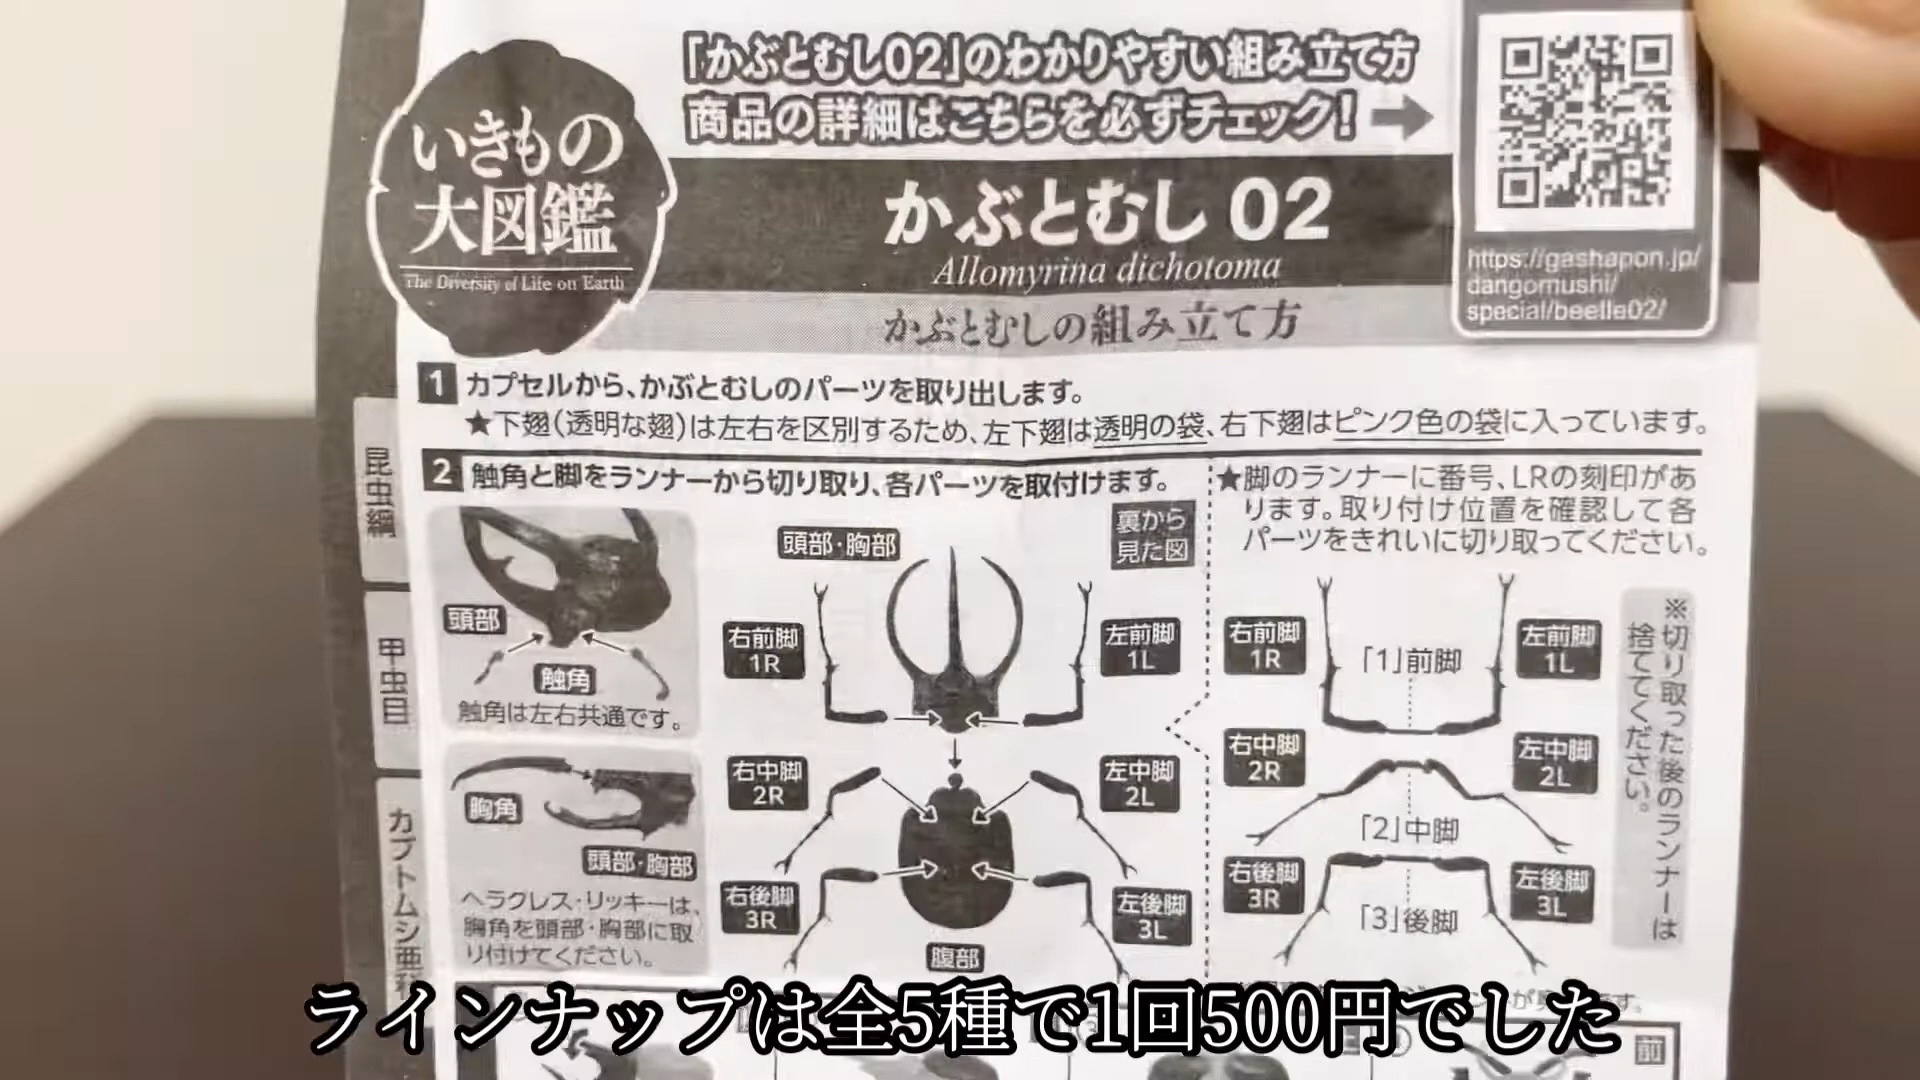 「かぶとむし02」のわかりやすい組み立て方
商品の詳細はこちらを必ずチェック!
いきもの
大図鑑
The Diversity of Life on Earth
かぶとむし 02
Allomyrina dichotoma
かぶとむしの組み立て方
https://gashapon.jp/
dangomushi/
special/beetle02/
昆虫綱
甲虫目
カブトムシ亜科
1 カプセルから、かぶとむしのパーツを取り出します。
★下翅(透明な翅)は左右を区別するため、左下翅は透明の袋、右下翅はピンク色の袋に入っています。
2 触角と脚をランナーから切り取り、各パーツを取付けます。
頭部
触角
触角は左右共通です。
胸角
頭部・胸部
ヘラクレス・リッキーは、
胸角を頭部・胸部に取
り付けてください。
頭部・胸部
裏から
見た図
右前脚
1R
左前脚
1L
右中脚
2R
左中脚
2L
右後脚
3R
左後脚
3L
腹部
★脚のランナーに番号、LRの刻印があ
ります。取り付け位置を確認して各
パーツをきれいに切り取ってください。
右前脚
1R
「1」前脚
左前脚
1L
右中脚
2R
「2」中脚
左中脚
2L
右後脚
3R
「3」後脚
左後脚
3L
※切り取った後のランナーは
捨ててください。
前
ラインナップは全5種で1回500円でした